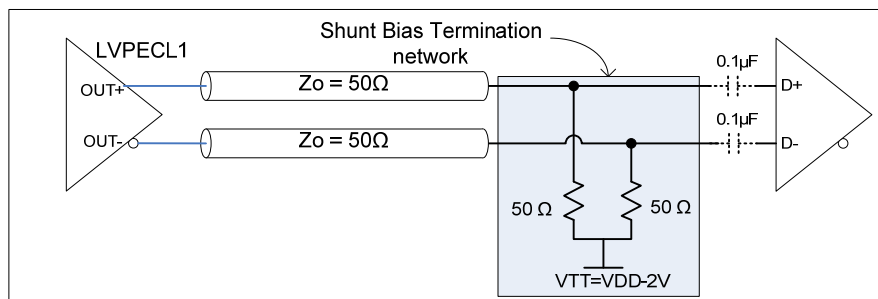 Shunt Bias Termination
network
LVPECL1
0.1µF
OUT+
Zo = 50Ω
D+
0.1µF
OUT-
Zo = 50Ω
D-
50 Ω
50 Ω
VTT=VDD-2V